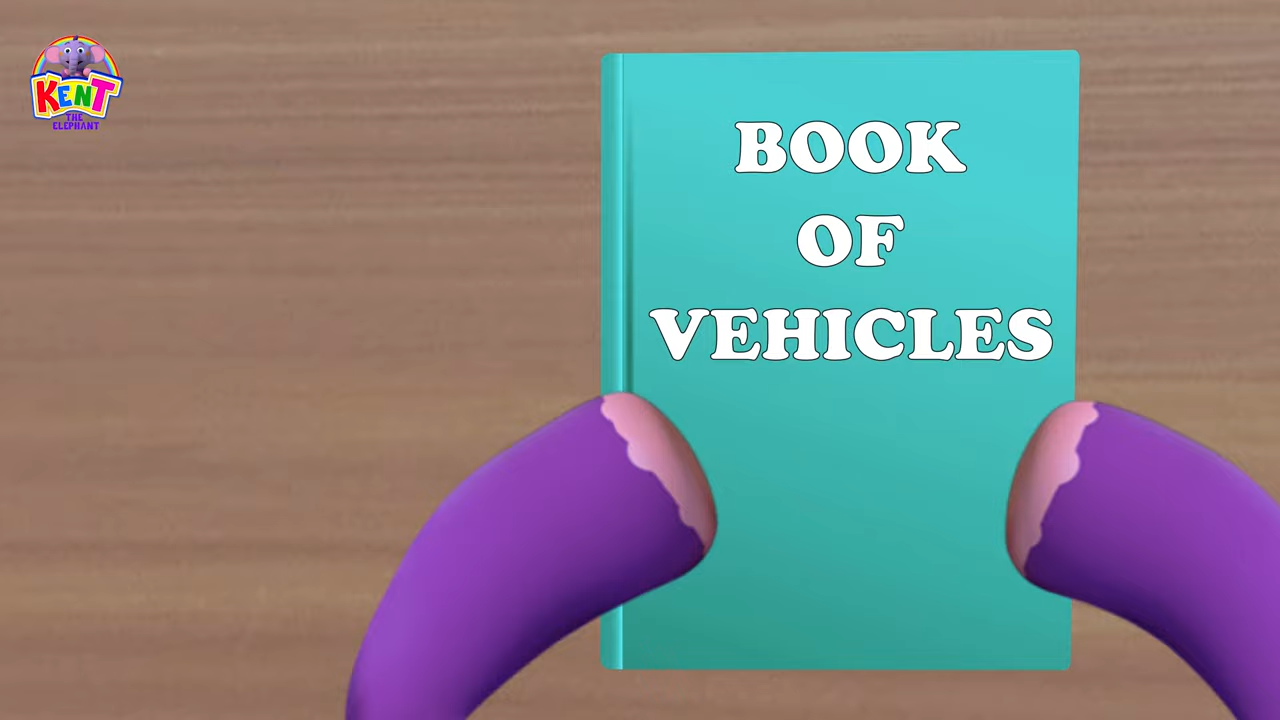 KENT
THE
ELEPHANT
BOOK
OF
VEHICLES